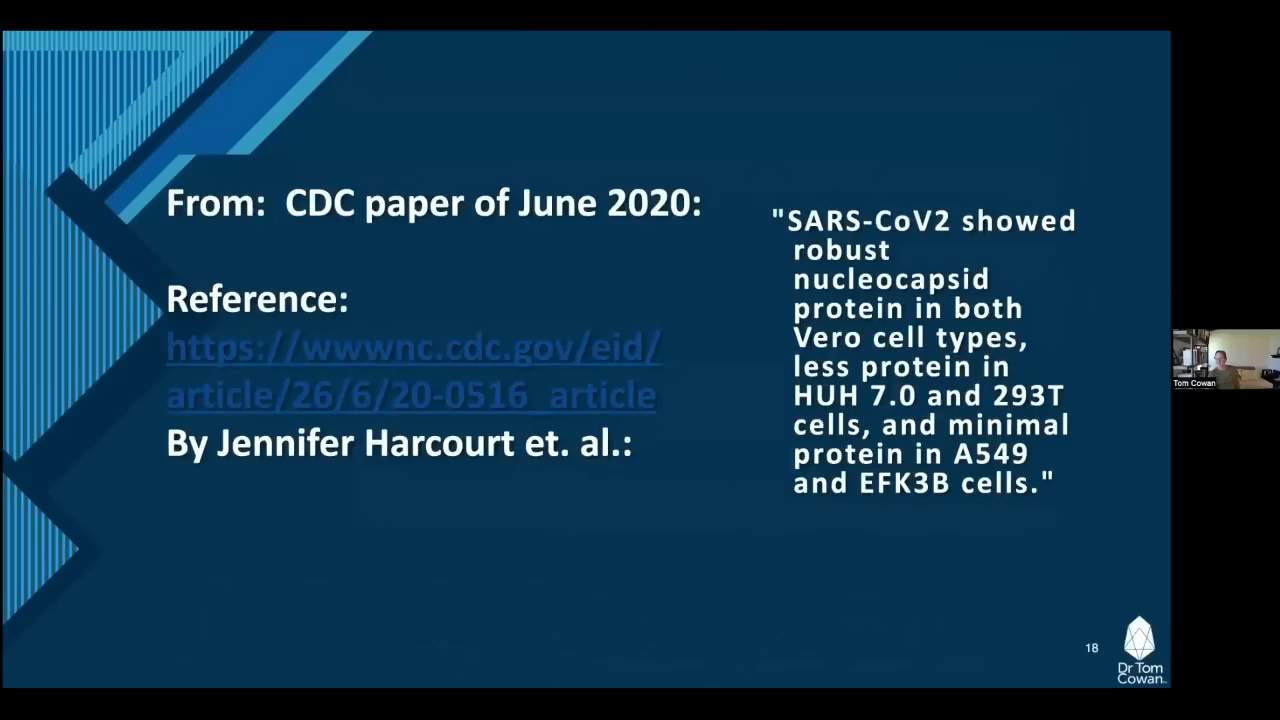 From:  CDC paper of June 2020:
Reference:
https://wwwnc.cdc.gov/eid/
article/26/6/20-0516_article
By Jennifer Harcourt et. al.:
"SARS-CoV2 showed
robust
nucleocapsid
protein in both
Vero cell types,
less protein in
HUH 7.0 and 293T
cells, and minimal
protein in A549
and EFK3B cells."
Tom Cowan
18
Dr Tom
Cowan™